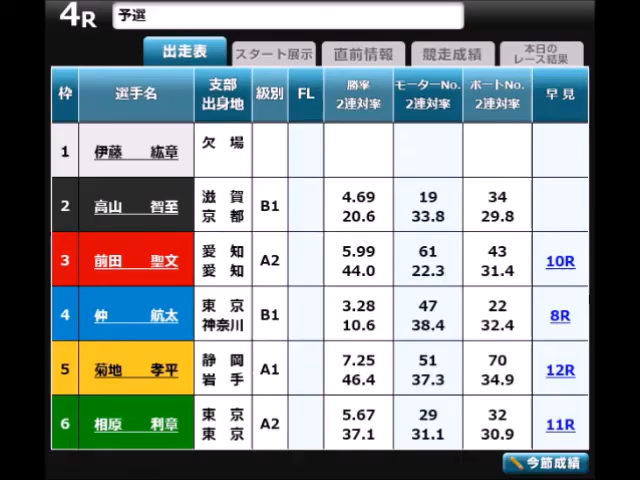 4R 予選
出走表 スタート展示 直前情報 競走成績 本日の
レース結果
枠 選手名 支部 級別 FL 勝率 モーターNo. ボートNo. 早見
出身地 2連対率 2連対率 2連対率
1 伊藤 紘章 欠場
2 高山 智至 滋賀 B1 4.69 19 34
京都 20.6 33.8 29.8
3 前田 聖文 愛知 A2 5.99 61 43 10R
愛知 44.0 22.3 31.4
4 仲 航太 東京 B1 3.28 47 22 8R
神奈川 10.6 38.4 32.4
5 菊地 孝平 静岡 A1 7.25 51 70 12R
岩手 46.4 37.3 34.9
6 相原 利章 東京 A2 5.67 29 32 11R
東京 37.1 31.1 30.9
今節成績